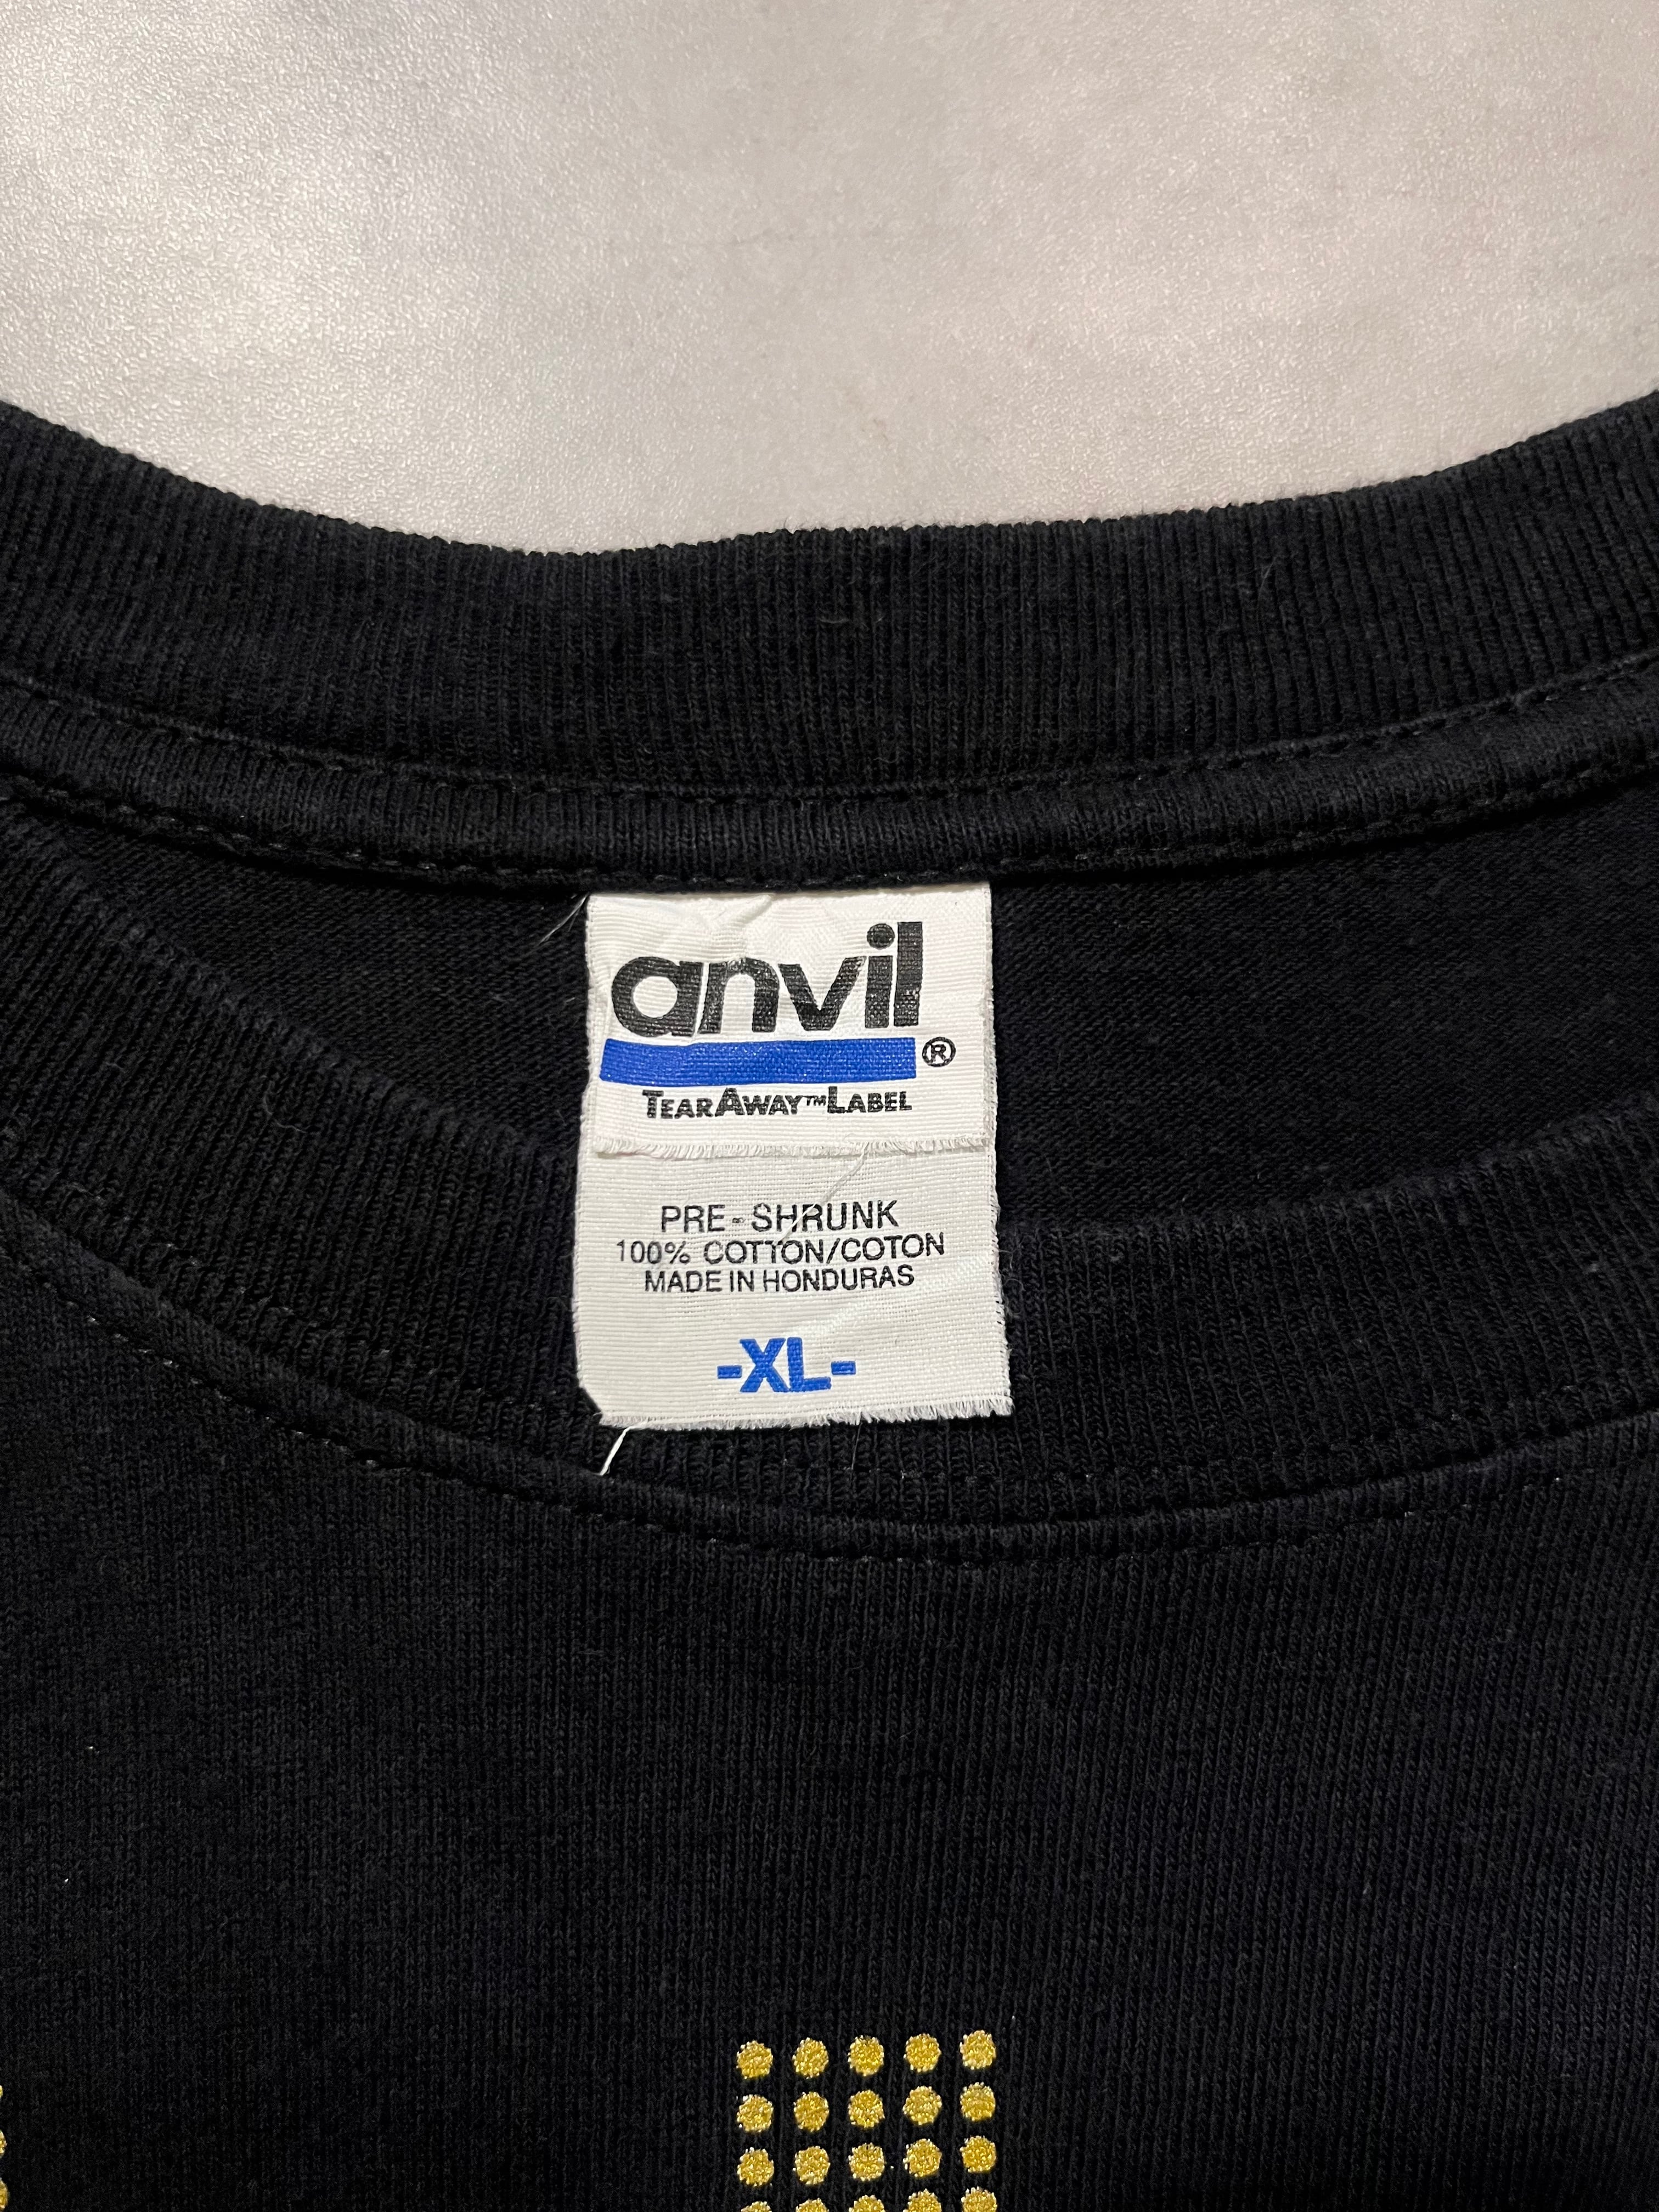 anvil
®
TEARAWAY™LABEL
PRE-SHRUNK
100% COTTON/COTON
MADE IN HONDURAS
-XL-